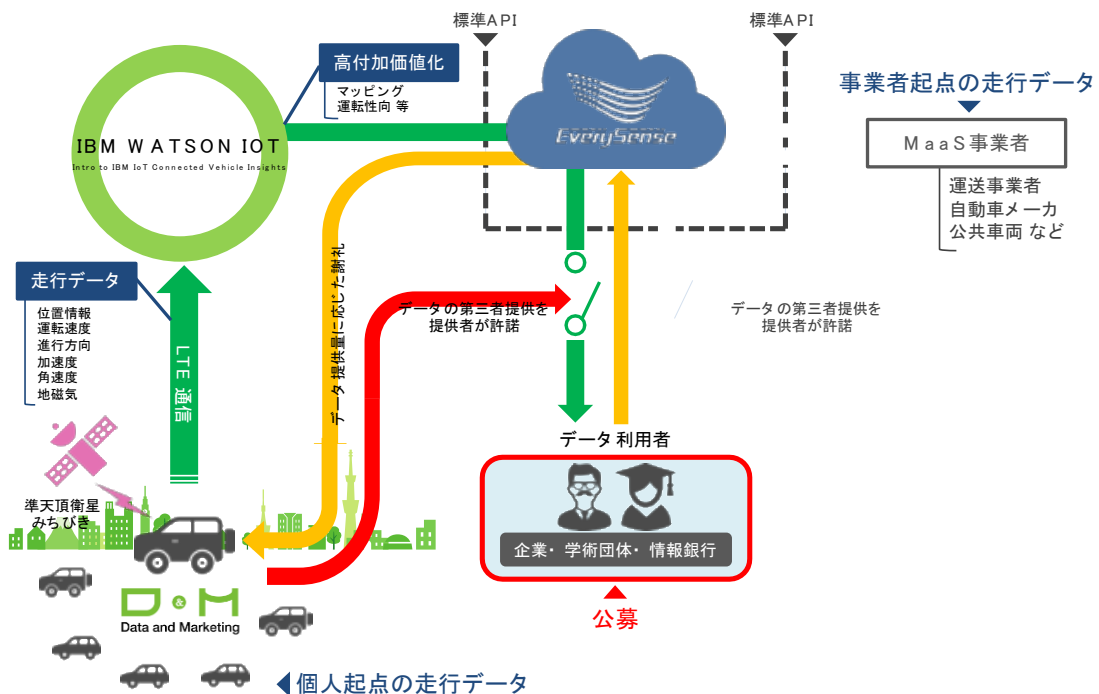 標準API
標準API
高付加価値化
マッピング
運転性向 等
EverySense
事業者起点の走行データ
MaaS事業者
運送事業者
自動車メーカ
公共車両 など
IBM WATSON IOT
Intro to IBM IoT Connected Vehicle Insights
走行データ
位置情報
運転速度
進行方向
加速度
角速度
地磁気
LTE 通信
データ提供量に応じた謝礼
データの第三者提供を
提供者が許諾
データの第三者提供を
提供者が許諾
データ利用者
準天頂衛星
みちびき
企業・学術団体・情報銀行
公募
D&M
Data and Marketing
個人起点の走行データ